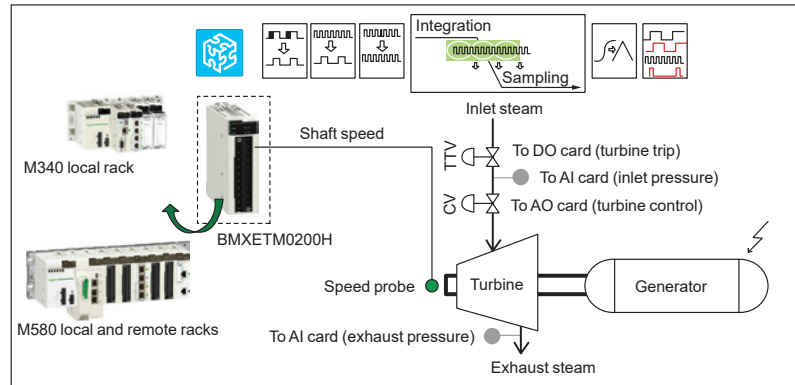 Integration
Sampling
Inlet steam
M340 local rack
Shaft speed
TTV
To DO card (turbine trip)
To AI card (inlet pressure)
CV
To AO card (turbine control)
BMXETM0200H
Speed probe
Turbine
Generator
M580 local and remote racks
To AI card (exhaust pressure)
Exhaust steam